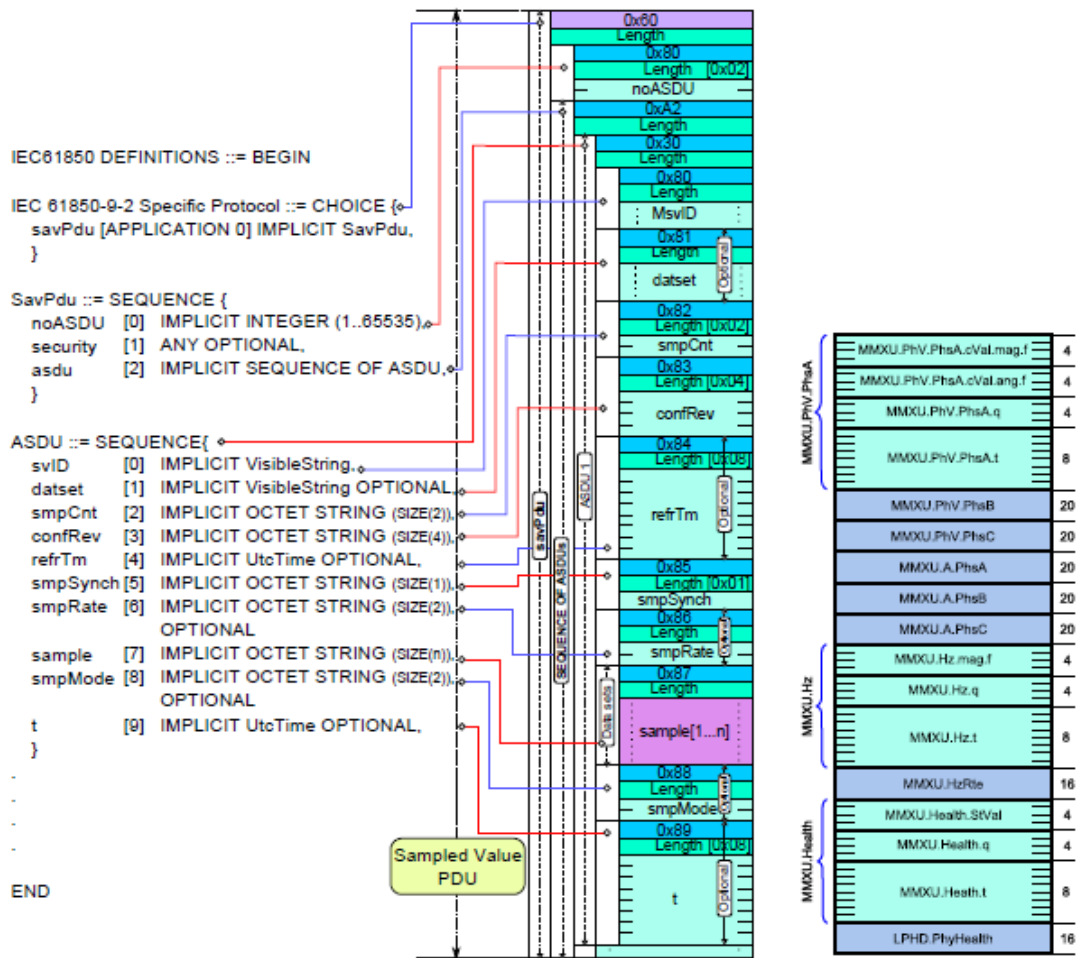 IEC61850 DEFINITIONS ::= BEGIN
IEC 61850-9-2 Specific Protocol ::= CHOICE {
savPdu [APPLICATION 0] IMPLICIT SavPdu,
}
SavPdu ::= SEQUENCE {
noASDU [0] IMPLICIT INTEGER (1..65535),
security [1] ANY OPTIONAL,
asdu [2] IMPLICIT SEQUENCE OF ASDU,
}
ASDU ::= SEQUENCE{
svID [0] IMPLICIT VisibleString,
datset [1] IMPLICIT VisibleString OPTIONAL,
smpCnt [2] IMPLICIT OCTET STRING (SIZE(2)),
confRev [3] IMPLICIT OCTET STRING (SIZE(4)),
refrTm [4] IMPLICIT UtcTime OPTIONAL,
smpSynch [5] IMPLICIT OCTET STRING (SIZE(1)),
smpRate [6] IMPLICIT OCTET STRING (SIZE(2)),
OPTIONAL
sample [7] IMPLICIT OCTET STRING (SIZE(n)),
smpMode [8] IMPLICIT OCTET STRING (SIZE(2)),
OPTIONAL
t [9] IMPLICIT UtcTime OPTIONAL,
}
.
.
.
.
END
Sampled Value
PDU
savPdu
SEQUENCE OF ASDUs
ASDU 1
Data sets
0x60
Length
0x80
Length [0x02]
noASDU
0xA2
Length
0x30
Length
0x80
Length
MsvID
0x81
Length
datset
Optional
0x82
Length [0x02]
smpCnt
0x83
Length [0x04]
confRev
0x84
Length [0x08]
refrTm
Optional
0x85
Length [0x01]
smpSynch
0x86
Length
smpRate
Optional
0x87
Length
sample[1...n]
0x88
Length
smpMode
Optional
0x89
Length [0x08]
t
Optional
MMXU.PhV.PhsA
MMXU.PhV.PhsA.cVal.mag.f 4
MMXU.PhV.PhsA.cVal.ang.f 4
MMXU.PhV.PhsA.q 4
MMXU.PhV.PhsA.t 8
MMXU.PhV.PhsB 20
MMXU.PhV.PhsC 20
MMXU.A.PhsA 20
MMXU.A.PhsB 20
MMXU.A.PhsC 20
MMXU.Hz
MMXU.Hz.mag.f 4
MMXU.Hz.q 4
MMXU.Hz.t 8
MMXU.HzRte 16
MMXU.Health
MMXU.Health.StVal 4
MMXU.Health.q 4
MMXU.Heath.t 8
LPHD.PhyHealth 16